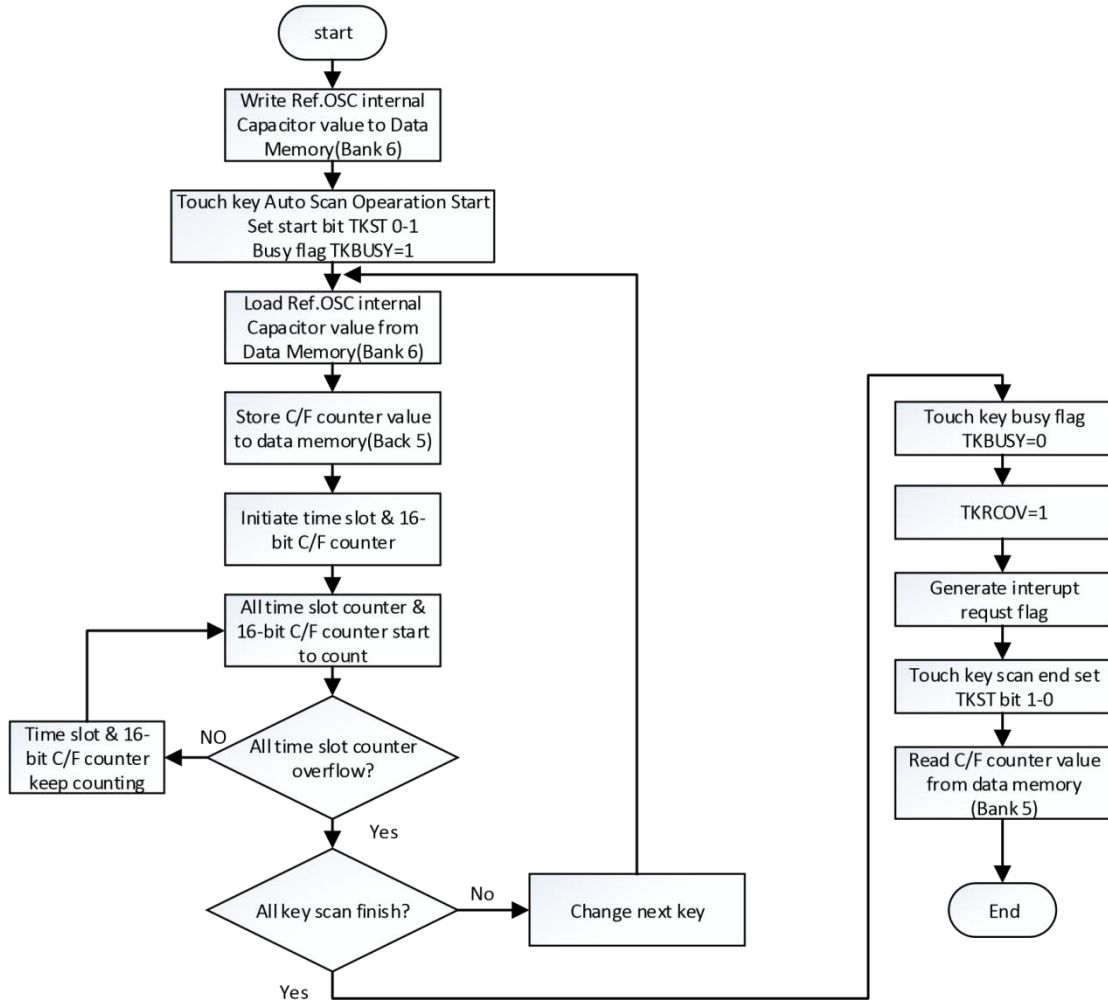 start
Write Ref.OSC internal
Capacitor value to Data
Memory(Bank 6)
Touch key Auto Scan Opearation Start
Set start bit TKST 0-1
Busy flag TKBUSY=1
Load Ref.OSC internal
Capacitor value from
Data Memory(Bank 6)
Store C/F counter value
to data memory(Back 5)
Initiate time slot & 16-
bit C/F counter
All time slot counter &
16-bit C/F counter start
to count
All time slot counter
overflow?
NO
Time slot & 16-
bit C/F counter
keep counting
Yes
All key scan finish?
No
Change next key
Yes
Touch key busy flag
TKBUSY=0
TKRCOV=1
Generate interupt
requst flag
Touch key scan end set
TKST bit 1-0
Read C/F counter value
from data memory
(Bank 5)
End